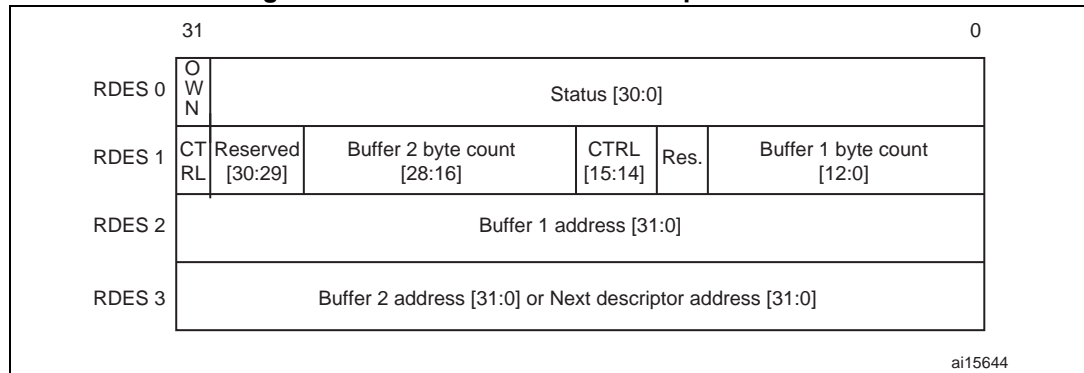 31 0
RDES 0
O
W
N
Status [30:0]
RDES 1
CT
RL
Reserved
[30:29]
Buffer 2 byte count
[28:16]
CTRL
[15:14]
Res.
Buffer 1 byte count
[12:0]
RDES 2
Buffer 1 address [31:0]
RDES 3
Buffer 2 address [31:0] or Next descriptor address [31:0]
ai15644